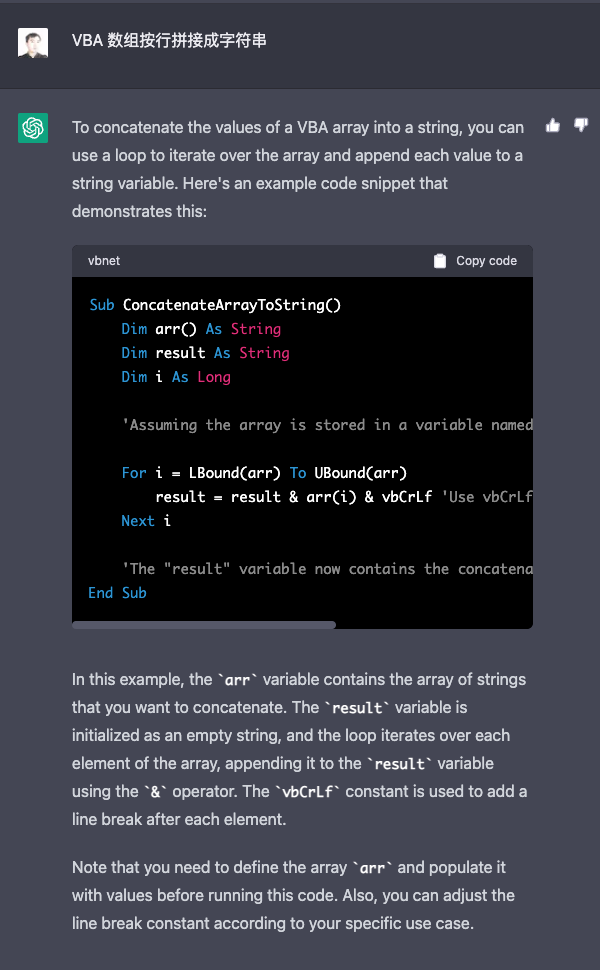 VBA 数组按行拼接成字符串
To concatenate the values of a VBA array into a string, you can
use a loop to iterate over the array and append each value to a
string variable. Here's an example code snippet that
demonstrates this:
vbnet
Copy code
Sub ConcatenateArrayToString()
Dim arr() As String
Dim result As String
Dim i As Long
'Assuming the array is stored in a variable named
For i = LBound(arr) To UBound(arr)
result = result & arr(i) & vbCrLf 'Use vbCrLf
Next i
'The "result" variable now contains the concatena
End Sub
In this example, the `arr` variable contains the array of strings
that you want to concatenate. The `result` variable is
initialized as an empty string, and the loop iterates over each
element of the array, appending it to the `result` variable
using the `&` operator. The `vbCrLf` constant is used to add a
line break after each element.
Note that you need to define the array `arr` and populate it
with values before running this code. Also, you can adjust the
line break constant according to your specific use case.